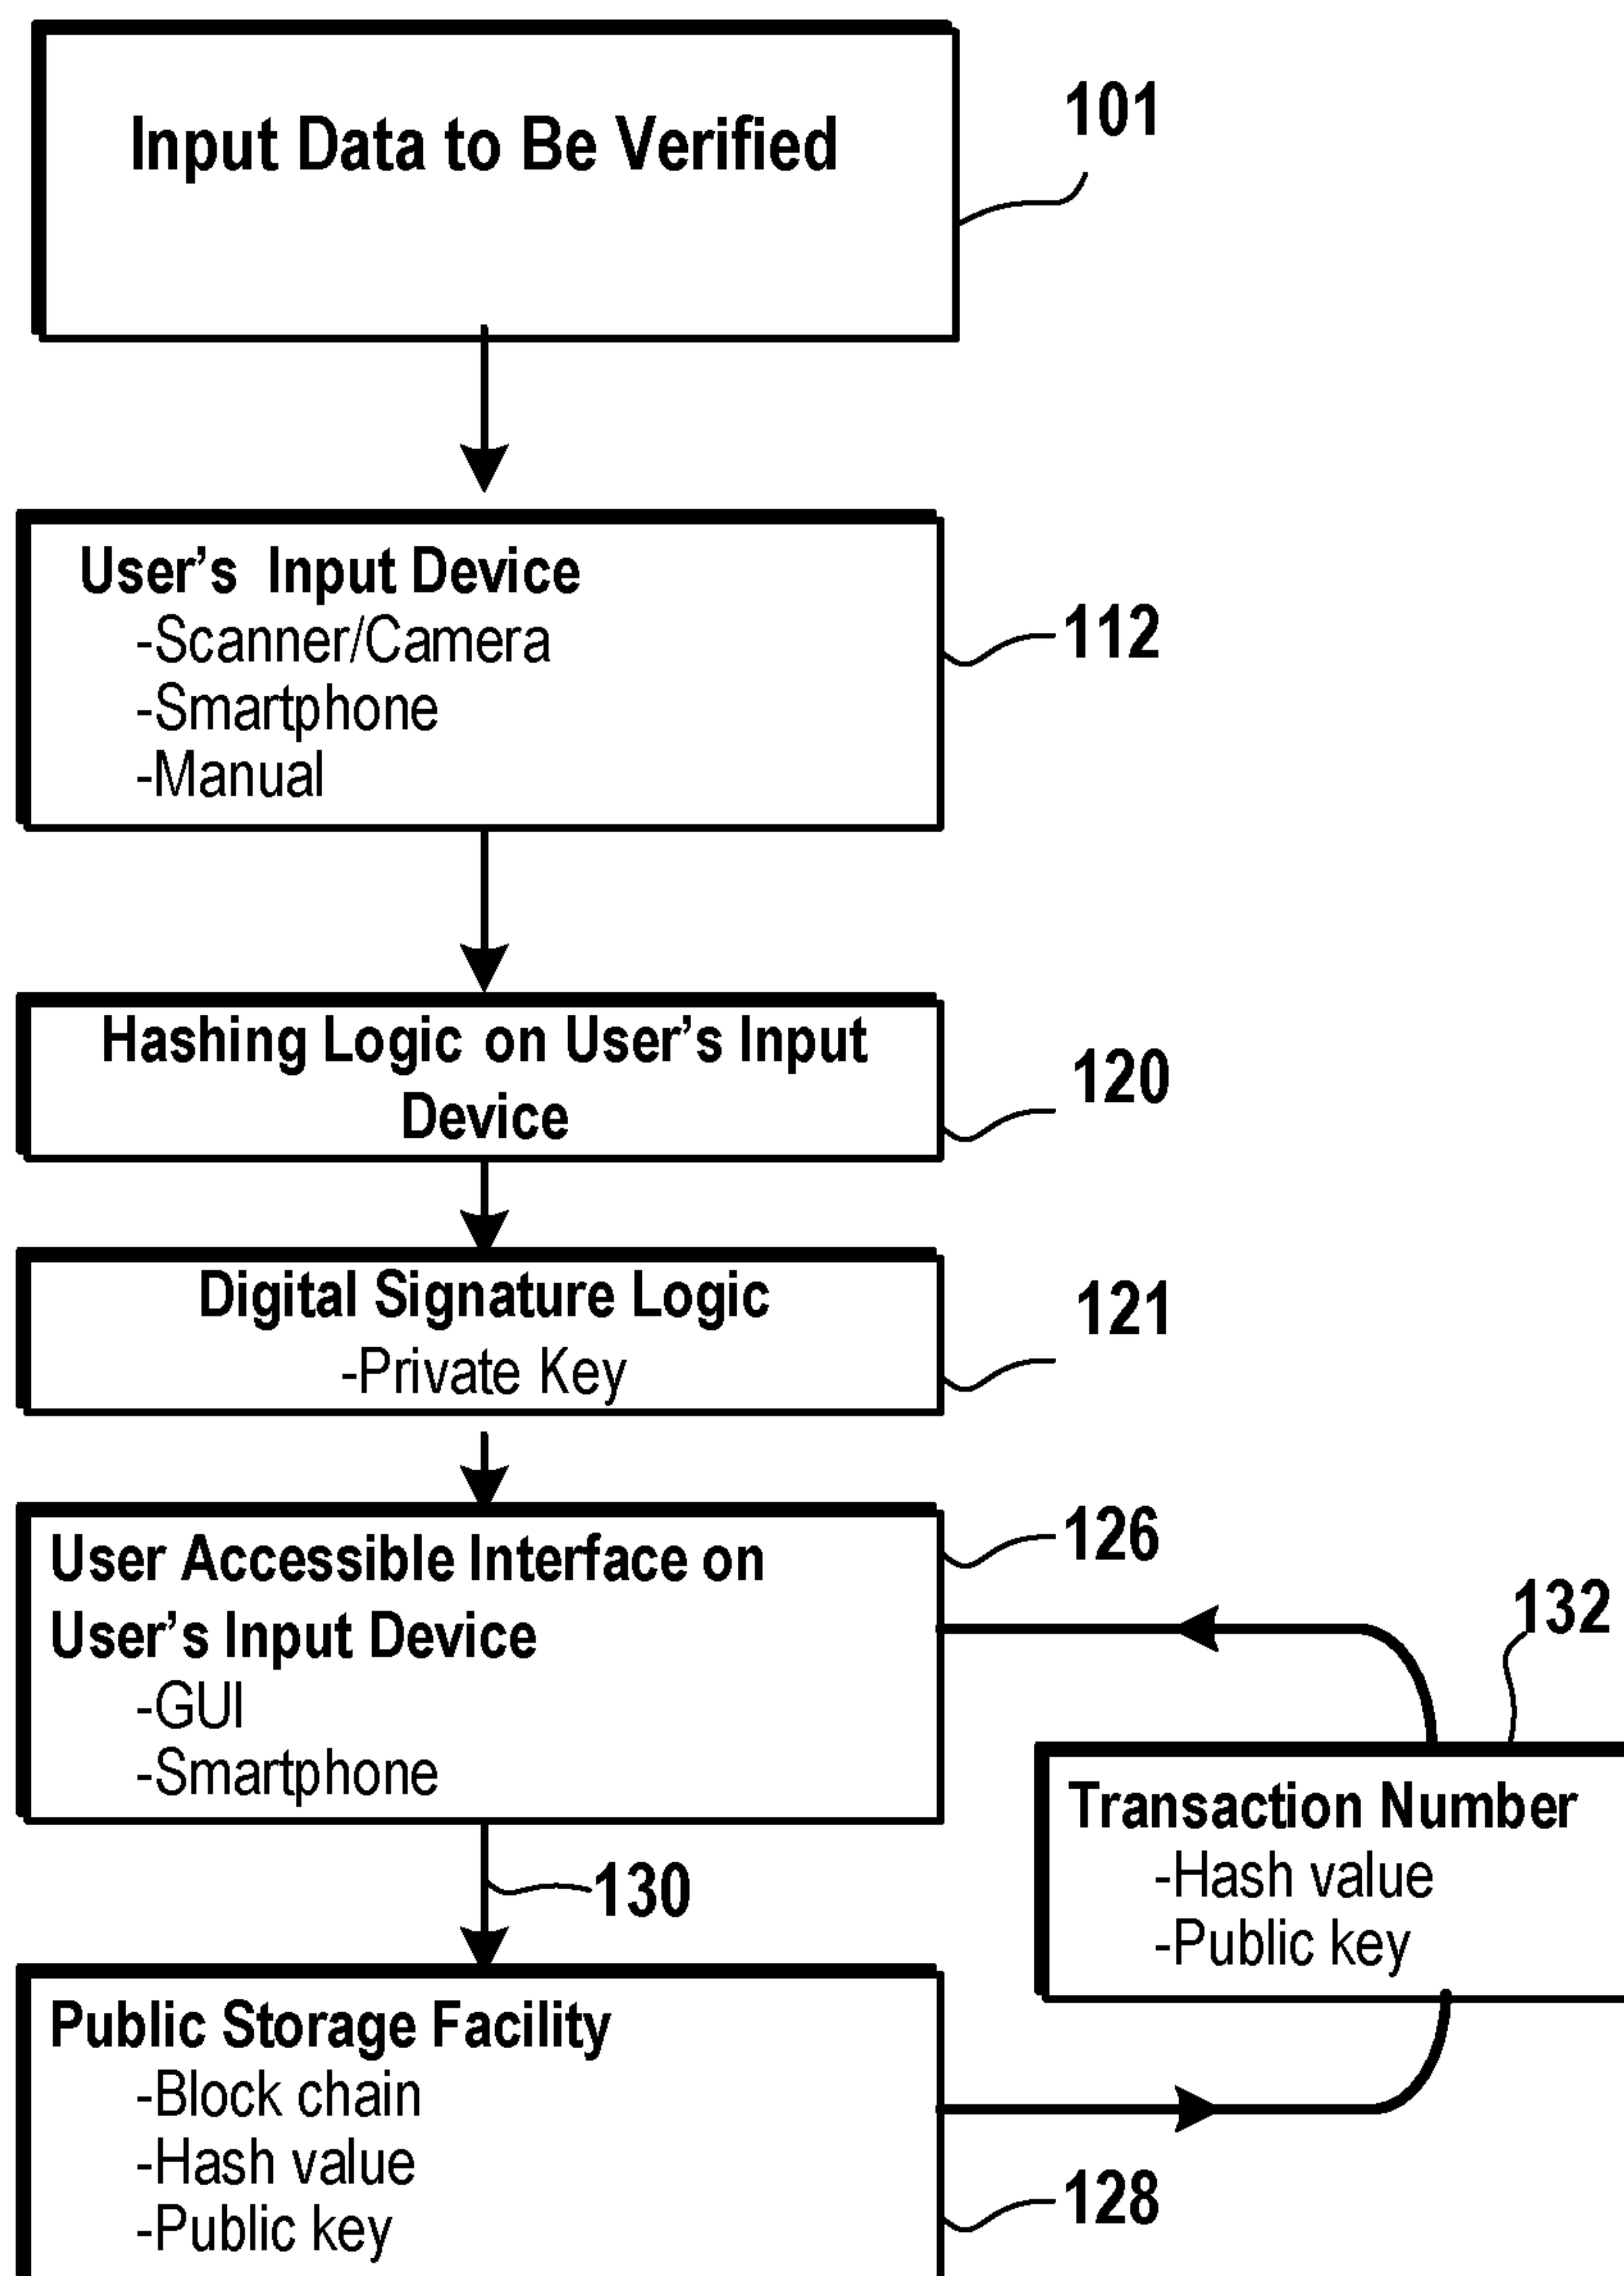 Input Data to Be Verified
101
User's Input Device
-Scanner/Camera
-Smartphone
-Manual
112
Hashing Logic on User's Input
Device
120
Digital Signature Logic
-Private Key
121
User Accessible Interface on
User's Input Device
-GUI
-Smartphone
126
132
Transaction Number
-Hash value
-Public key
130
Public Storage Facility
-Block chain
-Hash value
-Public key
128